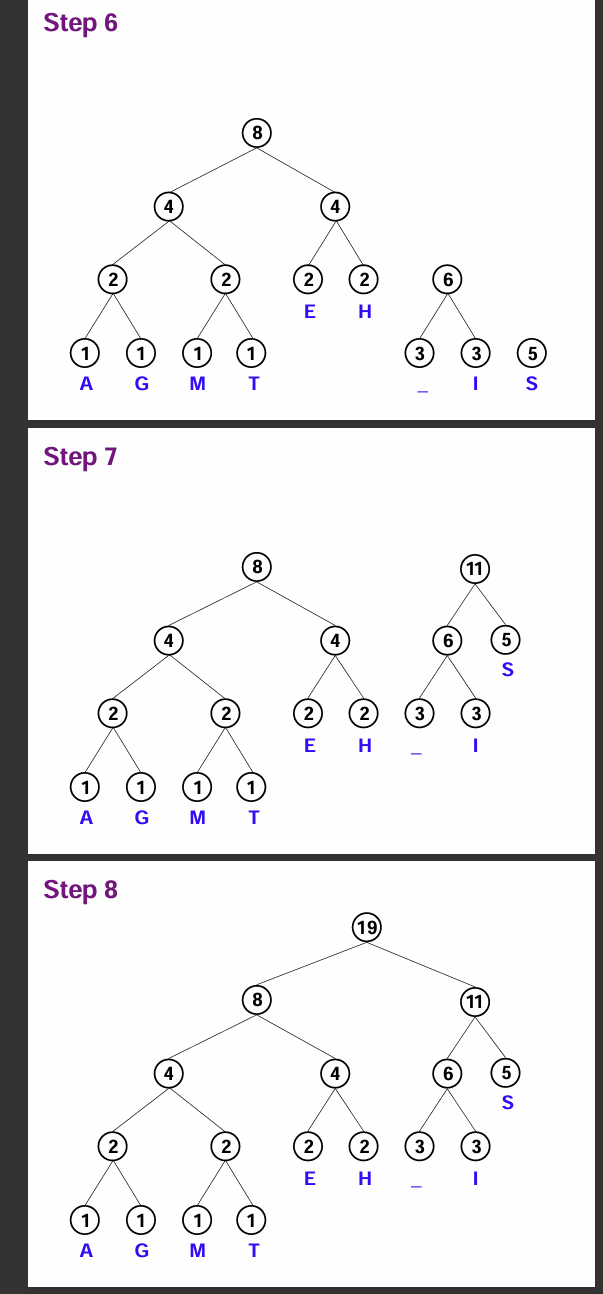 Step 6
8
4 4
2 2 2 2 6
E H
1 1 1 1 3 3 5
A G M T _ I S
Step 7
8 11
4 4 6 5
S
2 2 2 2 3 3
E H _ I
1 1 1 1
A G M T
Step 8
19
8 11
4 4 6 5
S
2 2 2 2 3 3
E H _ I
1 1 1 1
A G M T